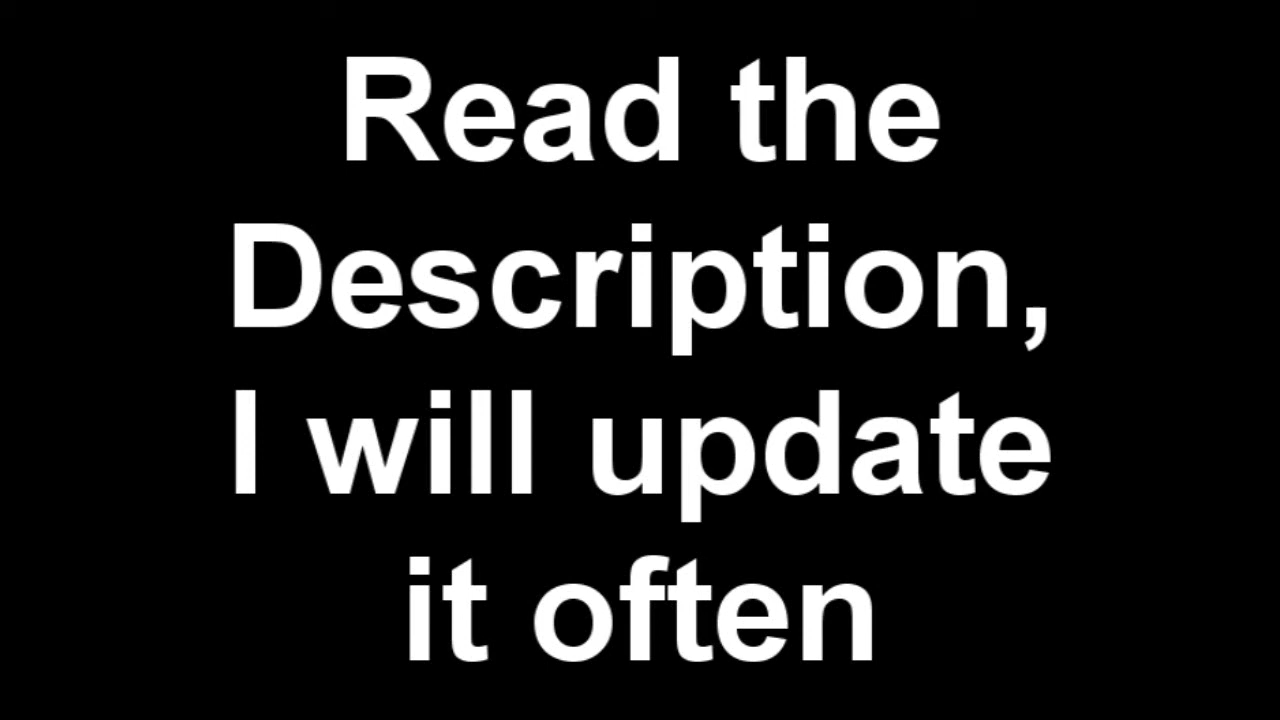 Read the
Description,
I will update
it often